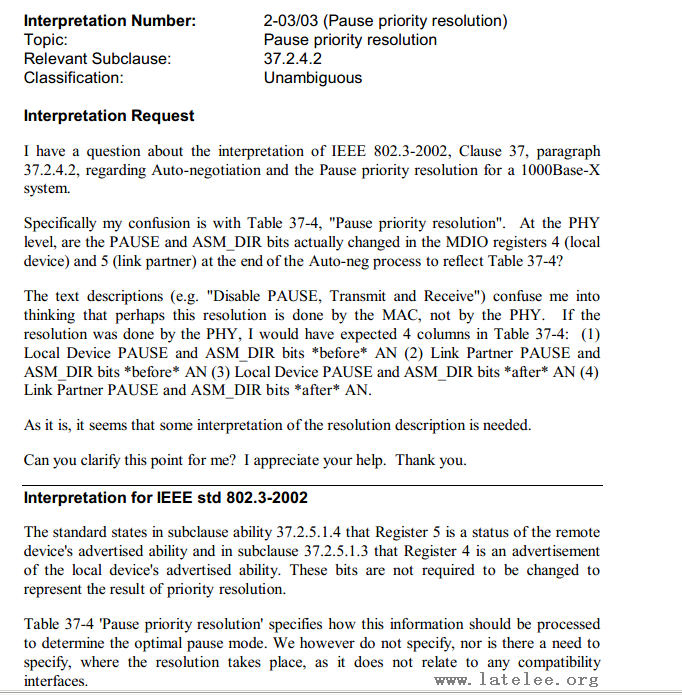 Interpretation Number: 2-03/03 (Pause priority resolution)
Topic: Pause priority resolution
Relevant Subclause: 37.2.4.2
Classification: Unambiguous
Interpretation Request
I have a question about the interpretation of IEEE 802.3-2002, Clause 37, paragraph
37.2.4.2, regarding Auto-negotiation and the Pause priority resolution for a 1000Base-X
system.
Specifically my confusion is with Table 37-4, "Pause priority resolution". At the PHY
level, are the PAUSE and ASM_DIR bits actually changed in the MDIO registers 4 (local
device) and 5 (link partner) at the end of the Auto-neg process to reflect Table 37-4?
The text descriptions (e.g. "Disable PAUSE, Transmit and Receive") confuse me into
thinking that perhaps this resolution is done by the MAC, not by the PHY. If the
resolution was done by the PHY, I would have expected 4 columns in Table 37-4: (1)
Local Device PAUSE and ASM_DIR bits *before* AN (2) Link Partner PAUSE and
ASM_DIR bits *before* AN (3) Local Device PAUSE and ASM_DIR bits *after* AN (4)
Link Partner PAUSE and ASM_DIR bits *after* AN.
As it is, it seems that some interpretation of the resolution description is needed.
Can you clarify this point for me? I appreciate your help. Thank you.
Interpretation for IEEE std 802.3-2002
The standard states in subclause ability 37.2.5.1.4 that Register 5 is a status of the remote
device's advertised ability and in subclause 37.2.5.1.3 that Register 4 is an advertisement
of the local device's advertised ability. These bits are not required to be changed to
represent the result of priority resolution.
Table 37-4 'Pause priority resolution' specifies how this information should be processed
to determine the optimal pause mode. We however do not specify, nor is there a need to
specify, where the resolution takes place, as it does not relate to any compatibility
interfaces.
www.latelee.org